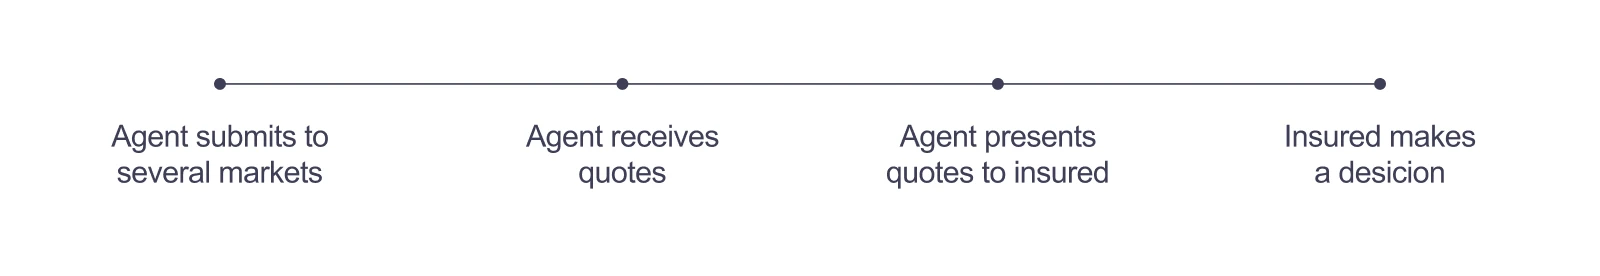 Agent submits to
several markets
Agent receives
quotes
Agent presents
quotes to insured
Insured makes
a desicion